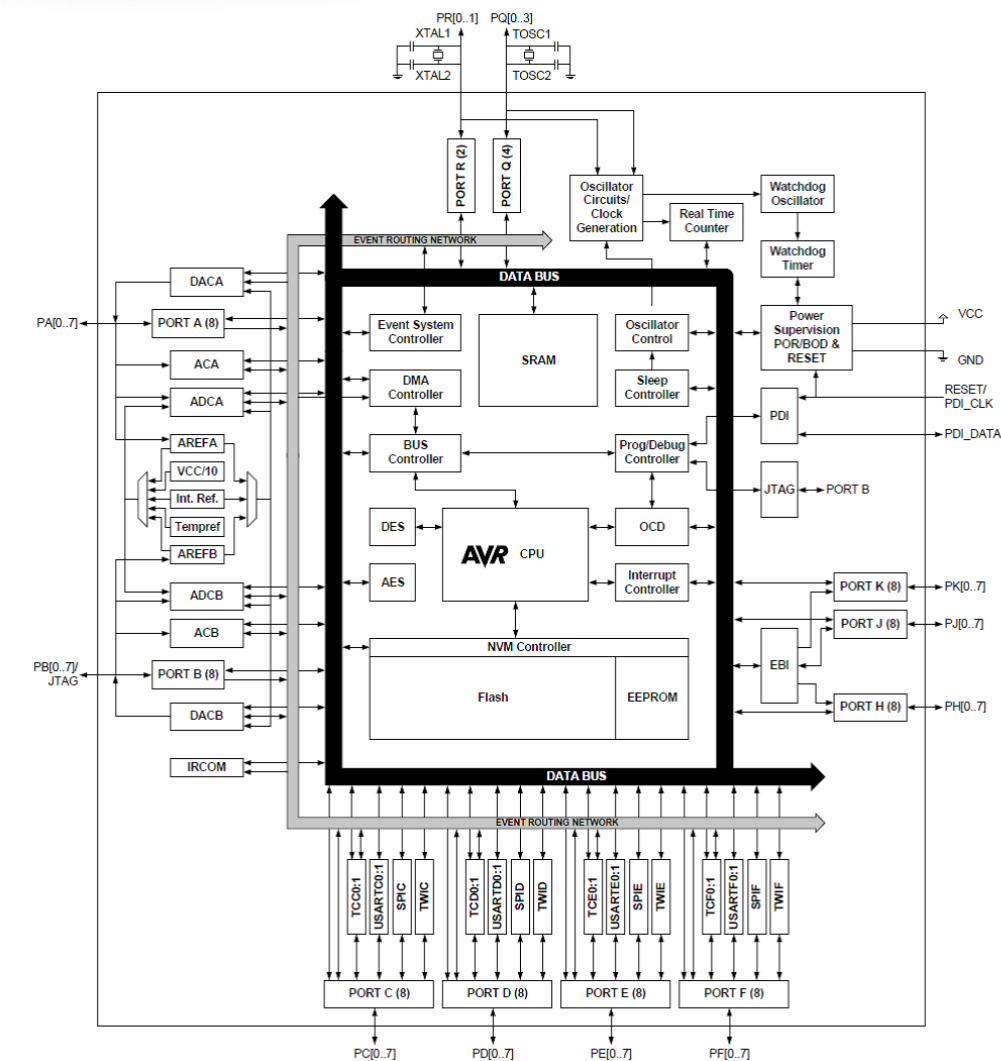 PR[0..1]
PQ[0..3]
XTAL1
TOSC1
XTAL2
TOSC2
PORT R (2)
PORT Q (4)
Oscillator
Circuits/
Clock
Generation
Watchdog
Oscillator
Real Time
Counter
EVENT ROUTING NETWORK
Watchdog
Timer
DATA BUS
DACA
PA[0..7]
PORT A (8)
Event System
Controller
SRAM
Oscillator
Control
Power
Supervision
POR/BOD &
RESET
VCC
GND
ACA
DMA
Controller
Sleep
Controller
RESET/
PDI_CLK
ADCA
PDI
PDI_DATA
AREFA
BUS
Controller
Prog/Debug
Controller
VCC/10
Int. Ref.
JTAG
PORT B
Tempref
DES
AVR CPU
OCD
AREFB
AES
Interrupt
Controller
ADCB
PORT K (8)
PK[0..7]
ACB
PORT J (8)
PJ[0..7]
NVM Controller
EBI
PB[0..7]/
JTAG
PORT B (8)
Flash
EEPROM
DACB
PORT H (8)
PH[0..7]
IRCOM
DATA BUS
EVENT ROUTING NETWORK
TCC0:1
USARTC0:1
SPIC
TWIC
TCD0:1
USARTD0:1
SPID
TWID
TCE0:1
USARTE0:1
SPIE
TWIE
TCF0:1
USARTF0:1
SPIF
TWIF
PORT C (8)
PORT D (8)
PORT E (8)
PORT F (8)
PC[0..7]
PD[0..7]
PE[0..7]
PF[0..7]